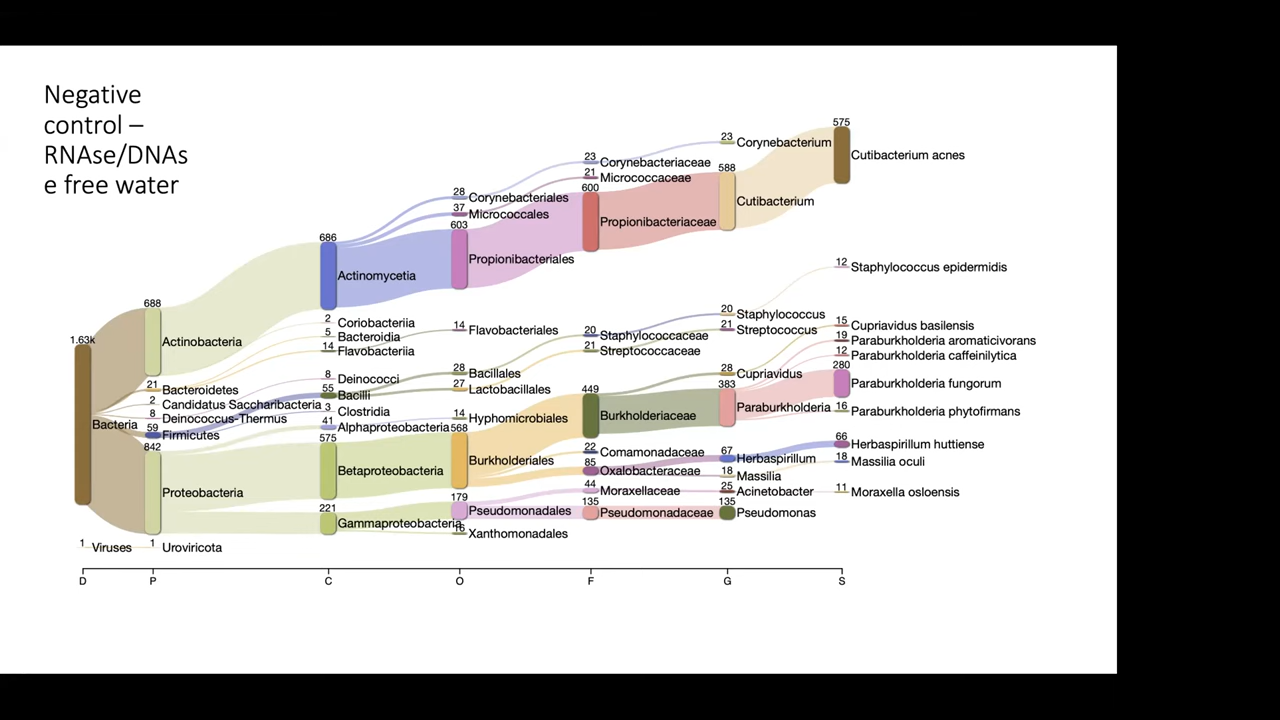 Negative
control –
RNAse/DNAs
e free water
575
Cutibacterium acnes
23 Corynebacterium
23 Corynebacteriaceae
21 Micrococcaceae
588
Cutibacterium
600
Propionibacteriaceae
28 Corynebacteriales
37 Micrococcales
603
Propionibacteriales
686
Actinomycetia
12 Staphylococcus epidermidis
688
Actinobacteria
2 Coriobacteriia
5 Bacteroidia
14 Flavobacteriia
14 Flavobacteriales
20 Staphylococcaceae
21 Streptococcaceae
20 Staphylococcus
21 Streptococcus
15 Cupriavidus basilensis
19 Paraburkholderia aromaticivorans
12 Paraburkholderia caffeinilytica
1.63k
Bacteria
21 Bacteroidetes
2 Candidatus Saccharibacteria
8 Deinococcus-Thermus
59 Firmicutes
8 Deinococci
55 Bacilli
3 Clostridia
41 Alphaproteobacteria
28 Bacillales
27 Lactobacillales
14 Hyphomicrobiales
28 Cupriavidus
383
Paraburkholderia
280
Paraburkholderia fungorum
16 Paraburkholderia phytofirmans
449
Burkholderiaceae
842
Proteobacteria
575
Betaproteobacteria
568
Burkholderiales
22 Comamonadaceae
85 Oxalobacteraceae
67 Herbaspirillum
18 Massilia
66 Herbaspirillum huttiense
18 Massilia oculi
44 Moraxellaceae
25 Acinetobacter
11 Moraxella osloensis
221
Gammaproteobacteria
179
Pseudomonadales
135
Pseudomonadaceae
135
Pseudomonas
16 Xanthomonadales
1 Viruses
1 Uroviricota
D P C O F G S